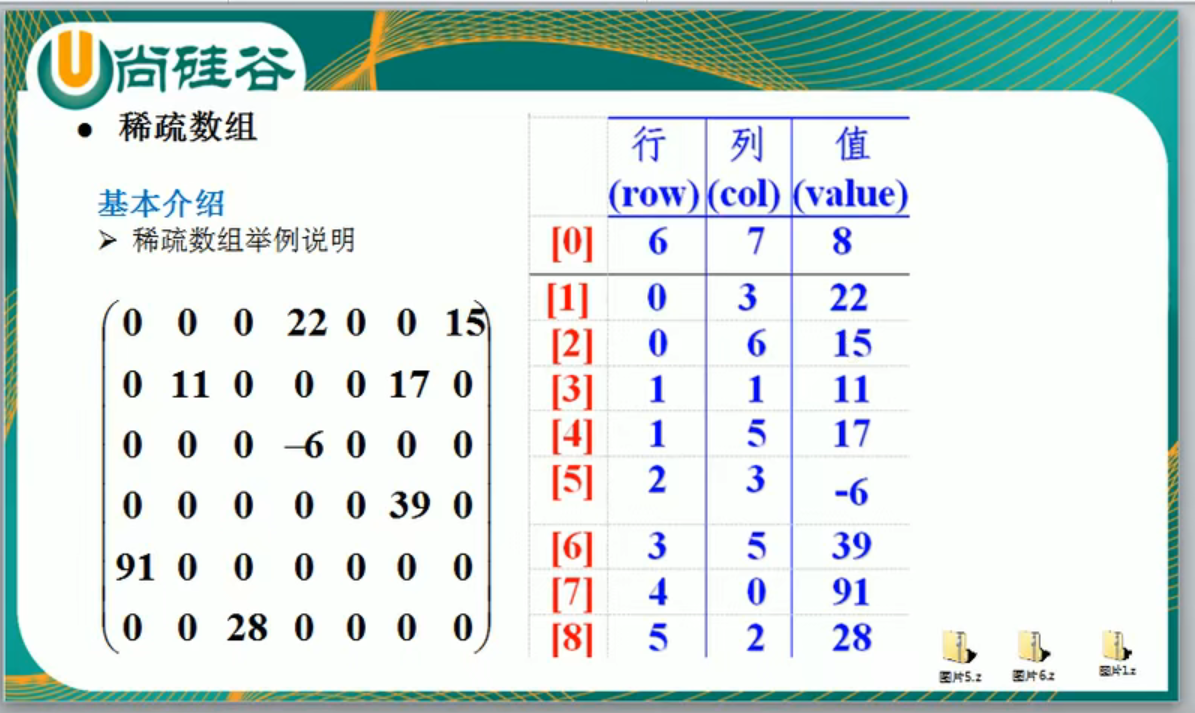 尚硅谷
● 稀疏数组
基本介绍
➢ 稀疏数组举例说明
0 0 0 22 0 0 15
0 11 0 0 0 17 0
0 0 0 –6 0 0 0
0 0 0 0 0 39 0
91 0 0 0 0 0 0
0 0 28 0 0 0 0
行 列 值
(row) (col) (value)
[0] 6 7 8
[1] 0 3 22
[2] 0 6 15
[3] 1 1 11
[4] 1 5 17
[5] 2 3 -6
[6] 3 5 39
[7] 4 0 91
[8] 5 2 28
图片5.z 图片6.z 图片1.z